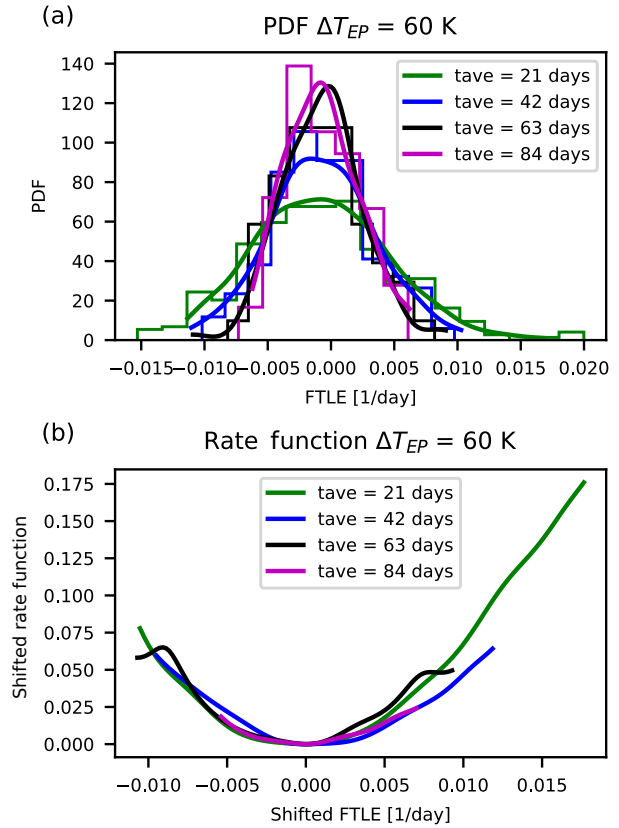 (a)
PDF ΔT_EP = 60 K
PDF
140
120
100
80
60
40
20
0
tave = 21 days
tave = 42 days
tave = 63 days
tave = 84 days
−0.015 −0.010 −0.005 0.000 0.005 0.010 0.015 0.020
FTLE [1/day]
(b)
Rate function ΔT_EP = 60 K
Shifted rate function
0.175
0.150
0.125
0.100
0.075
0.050
0.025
0.000
tave = 21 days
tave = 42 days
tave = 63 days
tave = 84 days
−0.010 −0.005 0.000 0.005 0.010 0.015
Shifted FTLE [1/day]